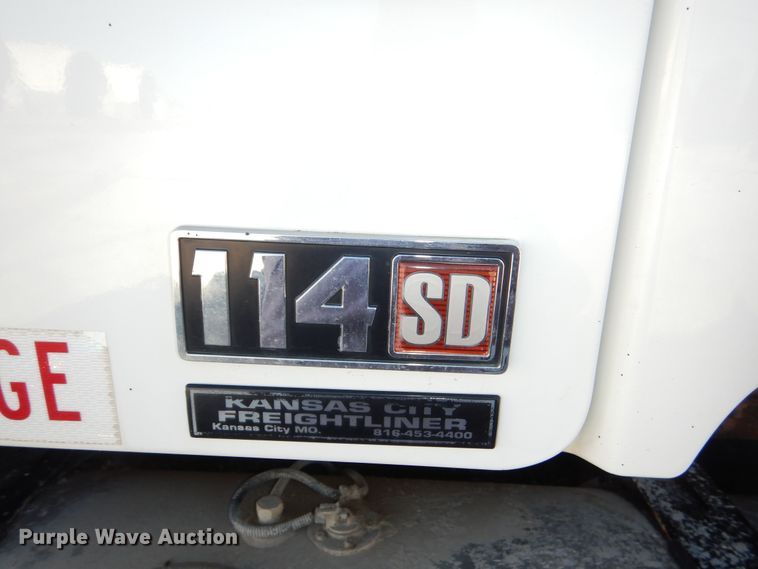 114 SD
GE
KANSAS CITY
FREIGHTLINER
Kansas City MO. 816-453-4400
Purple Wave Auction